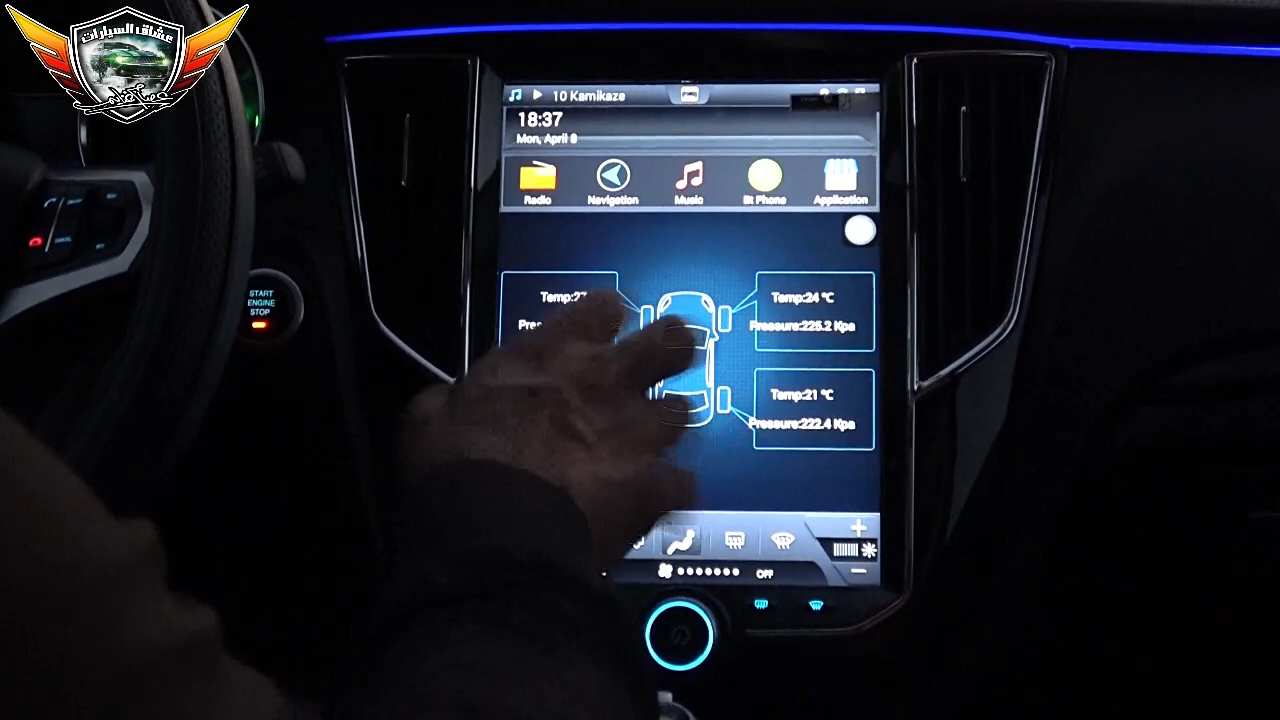 عشاق السيارات
10 Kamikaze
18:37
Mon, April 8
Radio
Navigation
Music
Bt Phone
Application
Temp:24 ℃
Pressure:225.2 Kpa
Temp:21 ℃
Pressure:222.4 Kpa
OFF
START
ENGINE
STOP